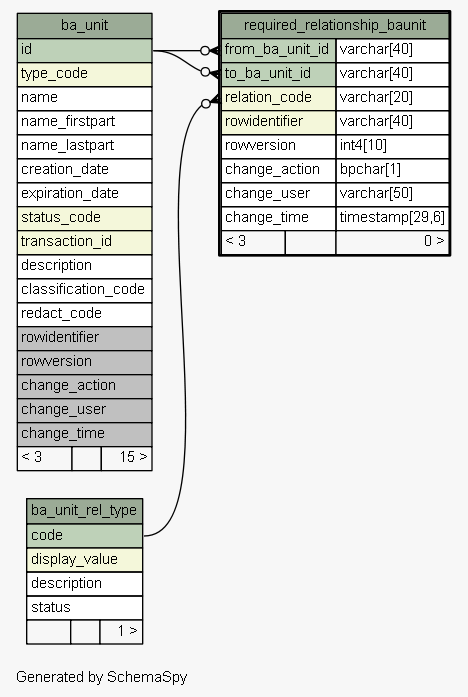 ba_unit
id
type_code
name
name_firstpart
name_lastpart
creation_date
expiration_date
status_code
transaction_id
description
classification_code
redact_code
rowidentifier
rowversion
change_action
change_user
change_time
< 3 15 >
required_relationship_baunit
from_ba_unit_id varchar[40]
to_ba_unit_id varchar[40]
relation_code varchar[20]
rowidentifier varchar[40]
rowversion int4[10]
change_action bpchar[1]
change_user varchar[50]
change_time timestamp[29,6]
< 3 0 >
ba_unit_rel_type
code
display_value
description
status
1 >
Generated by SchemaSpy